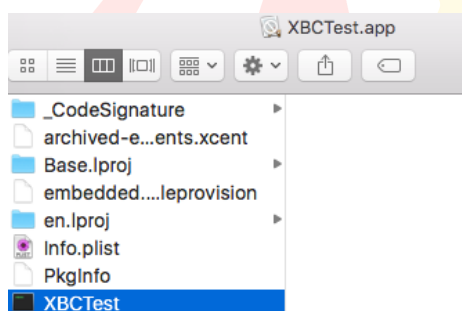 XBCTest.app
_CodeSignature
archived-e...ents.xcent
Base.lproj
embedded....leprovision
en.lproj
Info.plist
PkgInfo
XBCTest